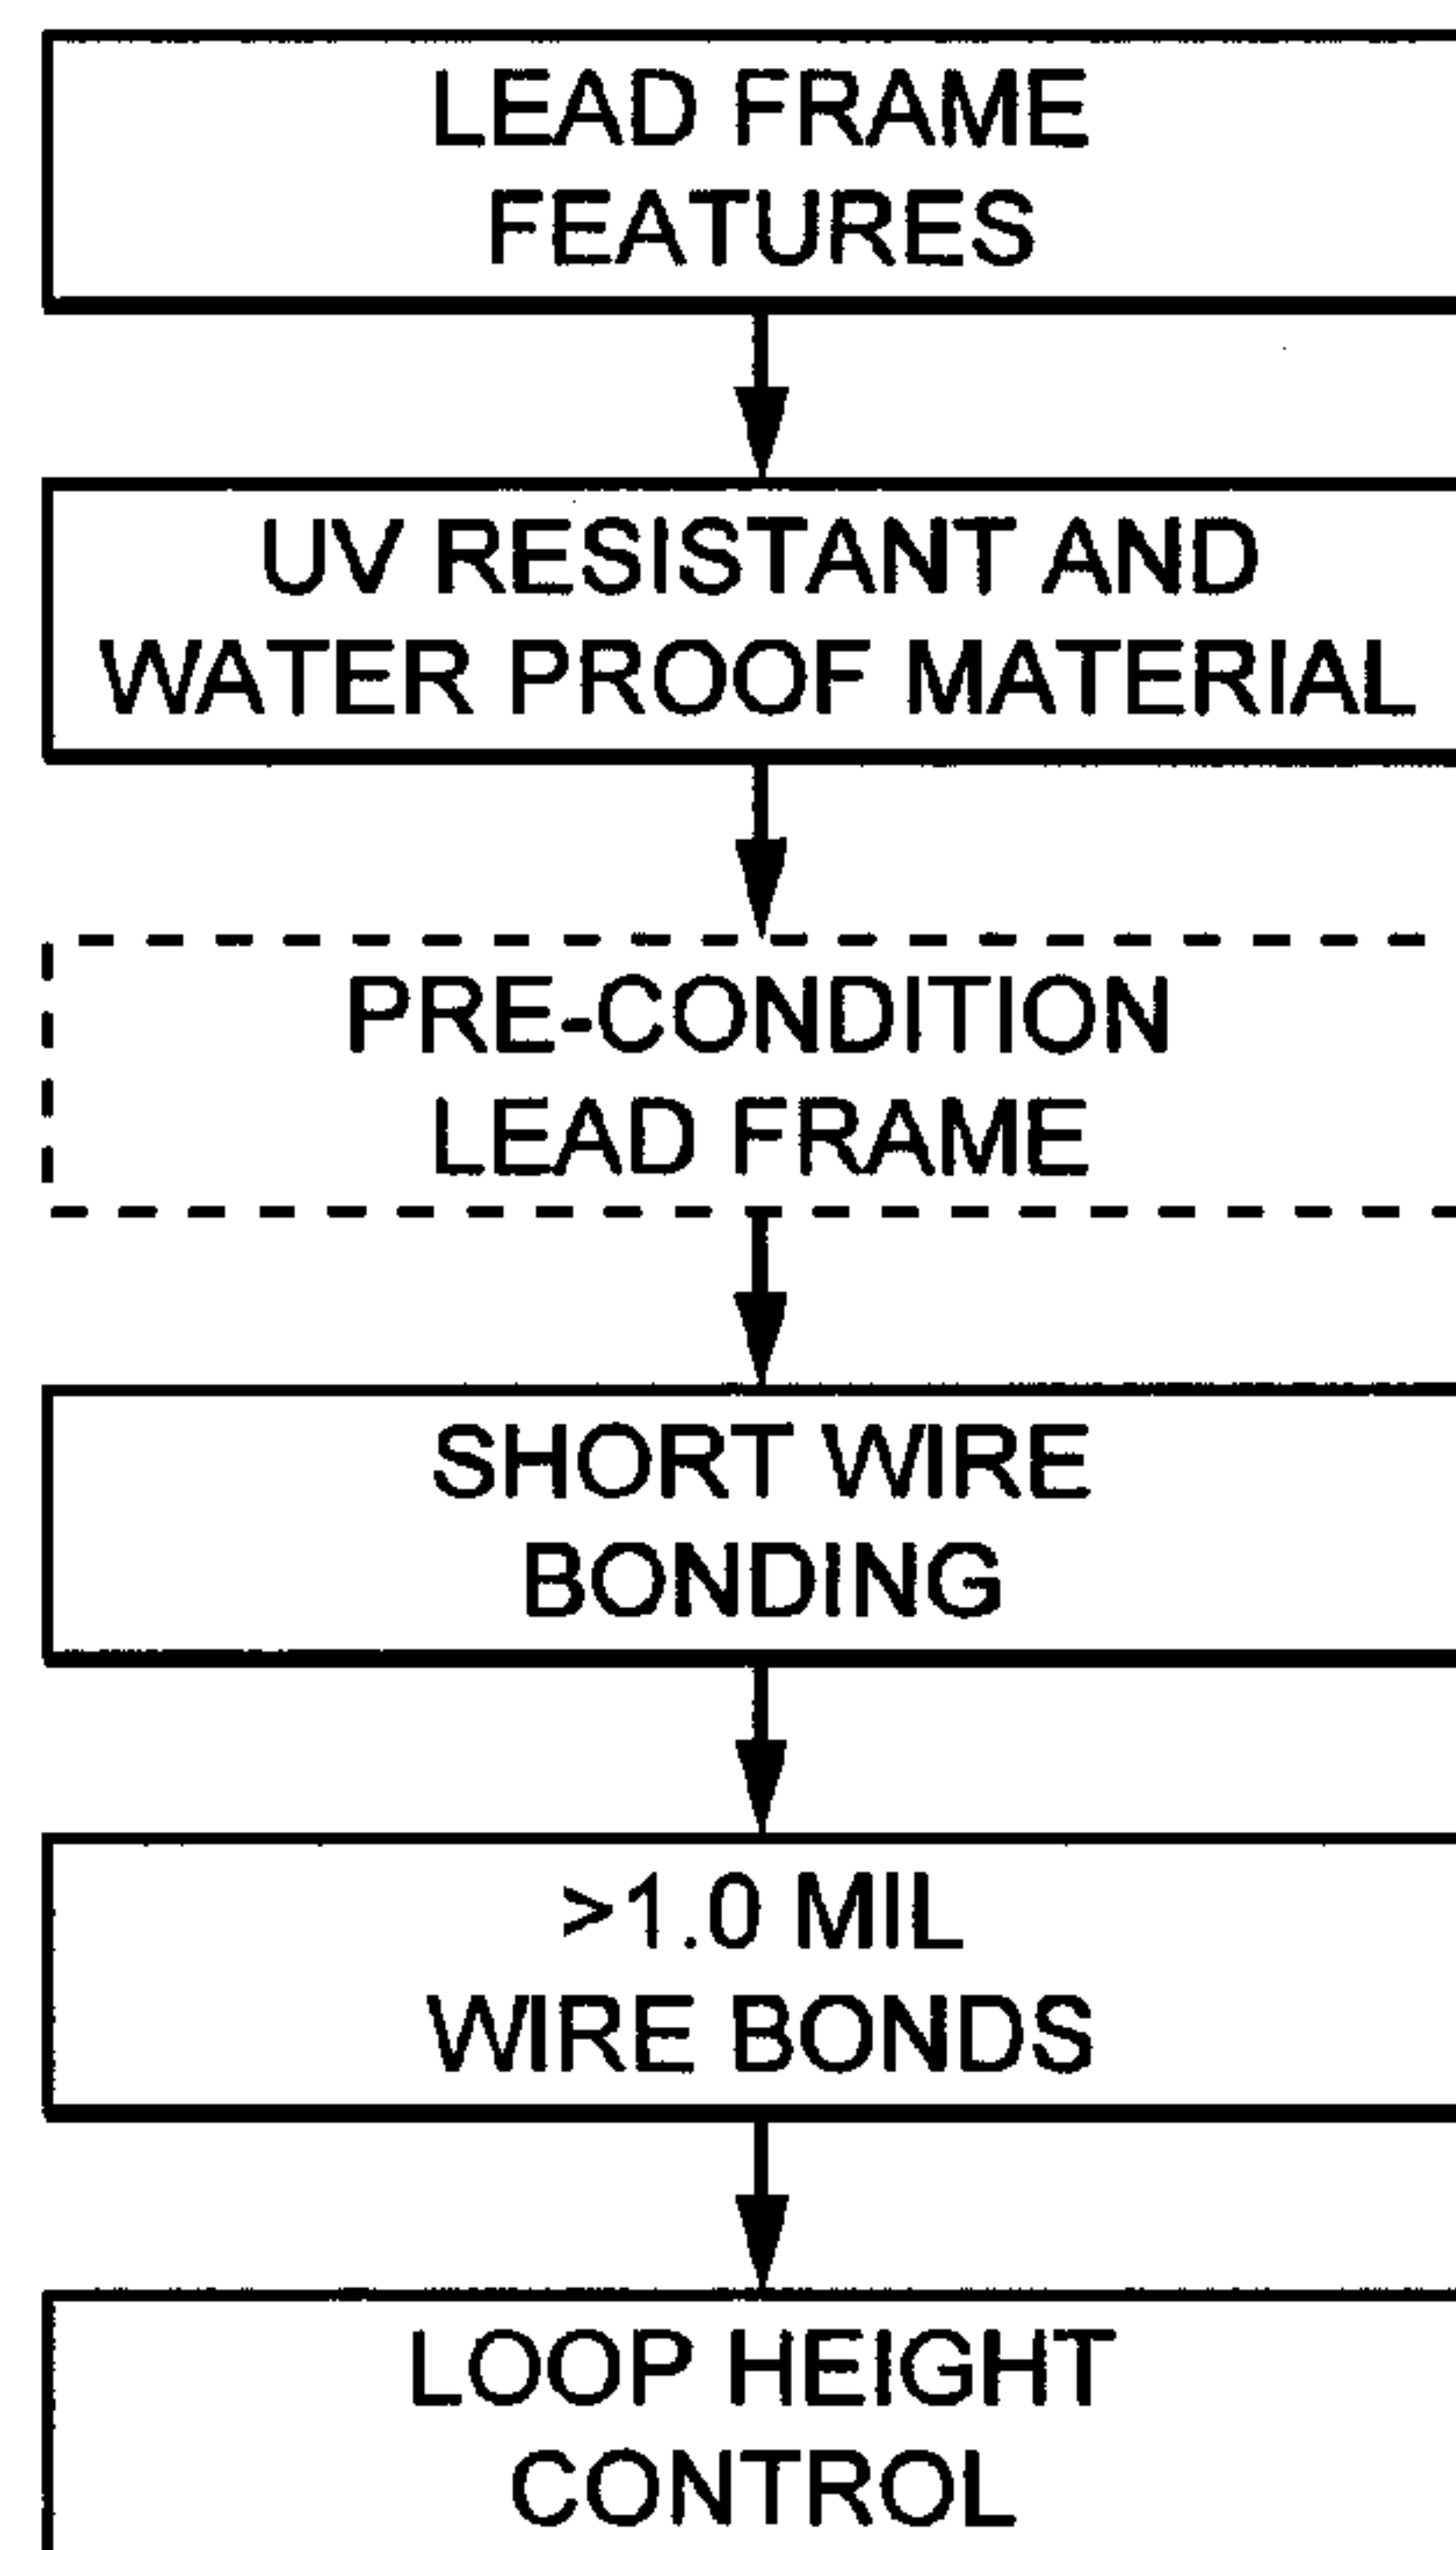 LEAD FRAME
FEATURES
UV RESISTANT AND
WATER PROOF MATERIAL
PRE-CONDITION
LEAD FRAME
SHORT WIRE
BONDING
>1.0 MIL
WIRE BONDS
LOOP HEIGHT
CONTROL